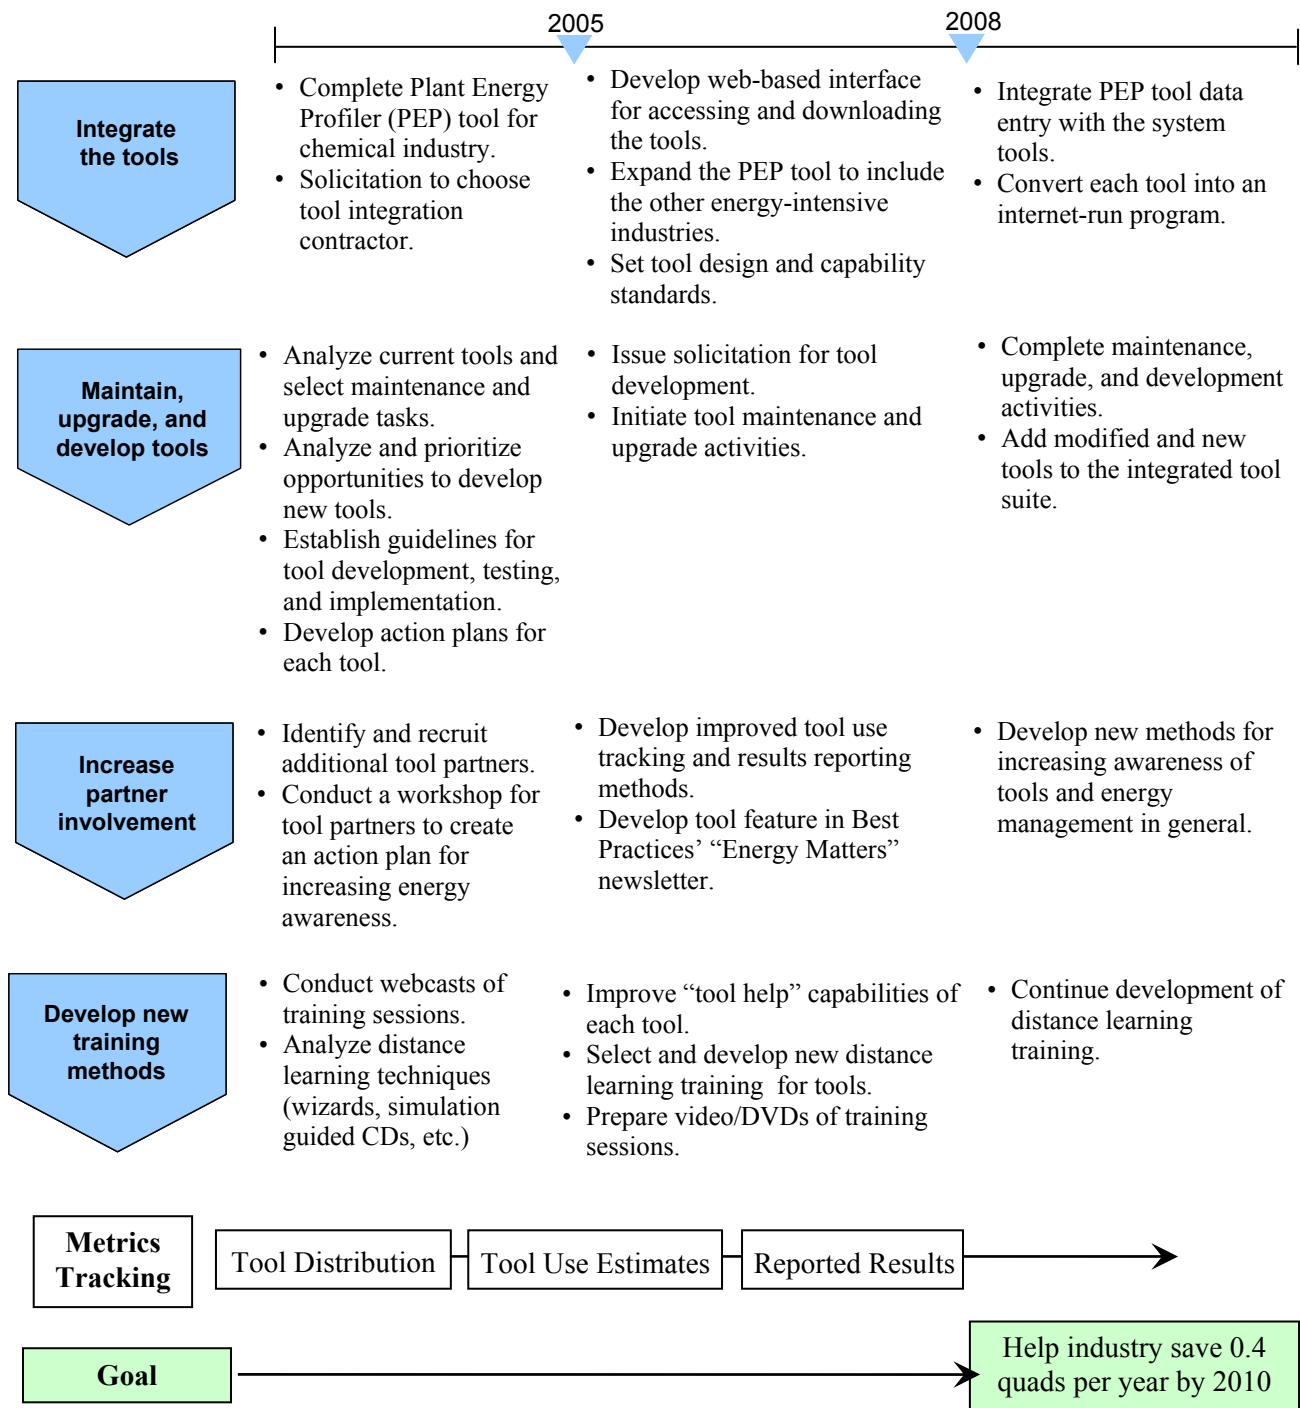 2005
2008
Integrate
the tools
• Complete Plant Energy
Profiler (PEP) tool for
chemical industry.
• Solicitation to choose
tool integration
contractor.
• Develop web-based interface
for accessing and downloading
the tools.
• Expand the PEP tool to include
the other energy-intensive
industries.
• Set tool design and capability
standards.
• Integrate PEP tool data
entry with the system
tools.
• Convert each tool into an
internet-run program.
Maintain,
upgrade, and
develop tools
• Analyze current tools and
select maintenance and
upgrade tasks.
• Analyze and prioritize
opportunities to develop
new tools.
• Establish guidelines for
tool development, testing,
and implementation.
• Develop action plans for
each tool.
• Issue solicitation for tool
development.
• Initiate tool maintenance and
upgrade activities.
• Complete maintenance,
upgrade, and development
activities.
• Add modified and new
tools to the integrated tool
suite.
Increase
partner
involvement
• Identify and recruit
additional tool partners.
• Conduct a workshop for
tool partners to create
an action plan for
increasing energy
awareness.
• Develop improved tool use
tracking and results reporting
methods.
• Develop tool feature in Best
Practices’ “Energy Matters”
newsletter.
• Develop new methods for
increasing awareness of
tools and energy
management in general.
Develop new
training
methods
• Conduct webcasts of
training sessions.
• Analyze distance
learning techniques
(wizards, simulation
guided CDs, etc.)
• Improve “tool help” capabilities of
each tool.
• Select and develop new distance
learning training for tools.
• Prepare video/DVDs of training
sessions.
• Continue development of
distance learning
training.
Metrics
Tracking
Tool Distribution
Tool Use Estimates
Reported Results
Goal
Help industry save 0.4
quads per year by 2010